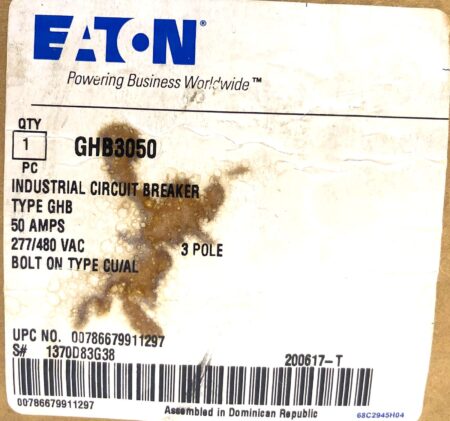 EATON
Powering Business Worldwide™
QTY
1
PC
GHB3050
INDUSTRIAL CIRCUIT BREAKER
TYPE GHB
50 AMPS
277/480 VAC 3 POLE
BOLT ON TYPE CU/AL
UPC NO. 00786679911297
S# 1370D83G38 200617-T
00786679911297 Assembled in Dominican Republic 68C2945H04